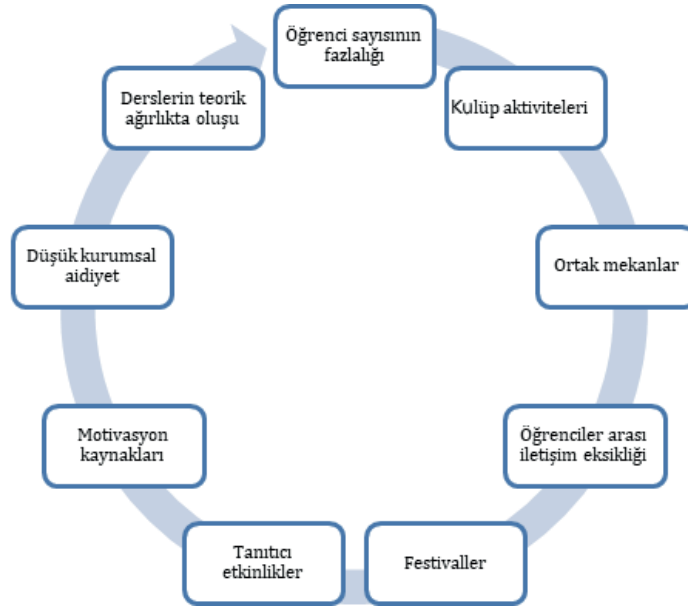 Öğrenci sayısının
fazlalığı
Kulüp aktiviteleri
Ortak mekanlar
Öğrenciler arası
iletişim eksikliği
Festivaller
Tanıtıcı
etkinlikler
Motivasyon
kaynakları
Düşük kurumsal
aidiyet
Derslerin teorik
ağırlıkta oluşu